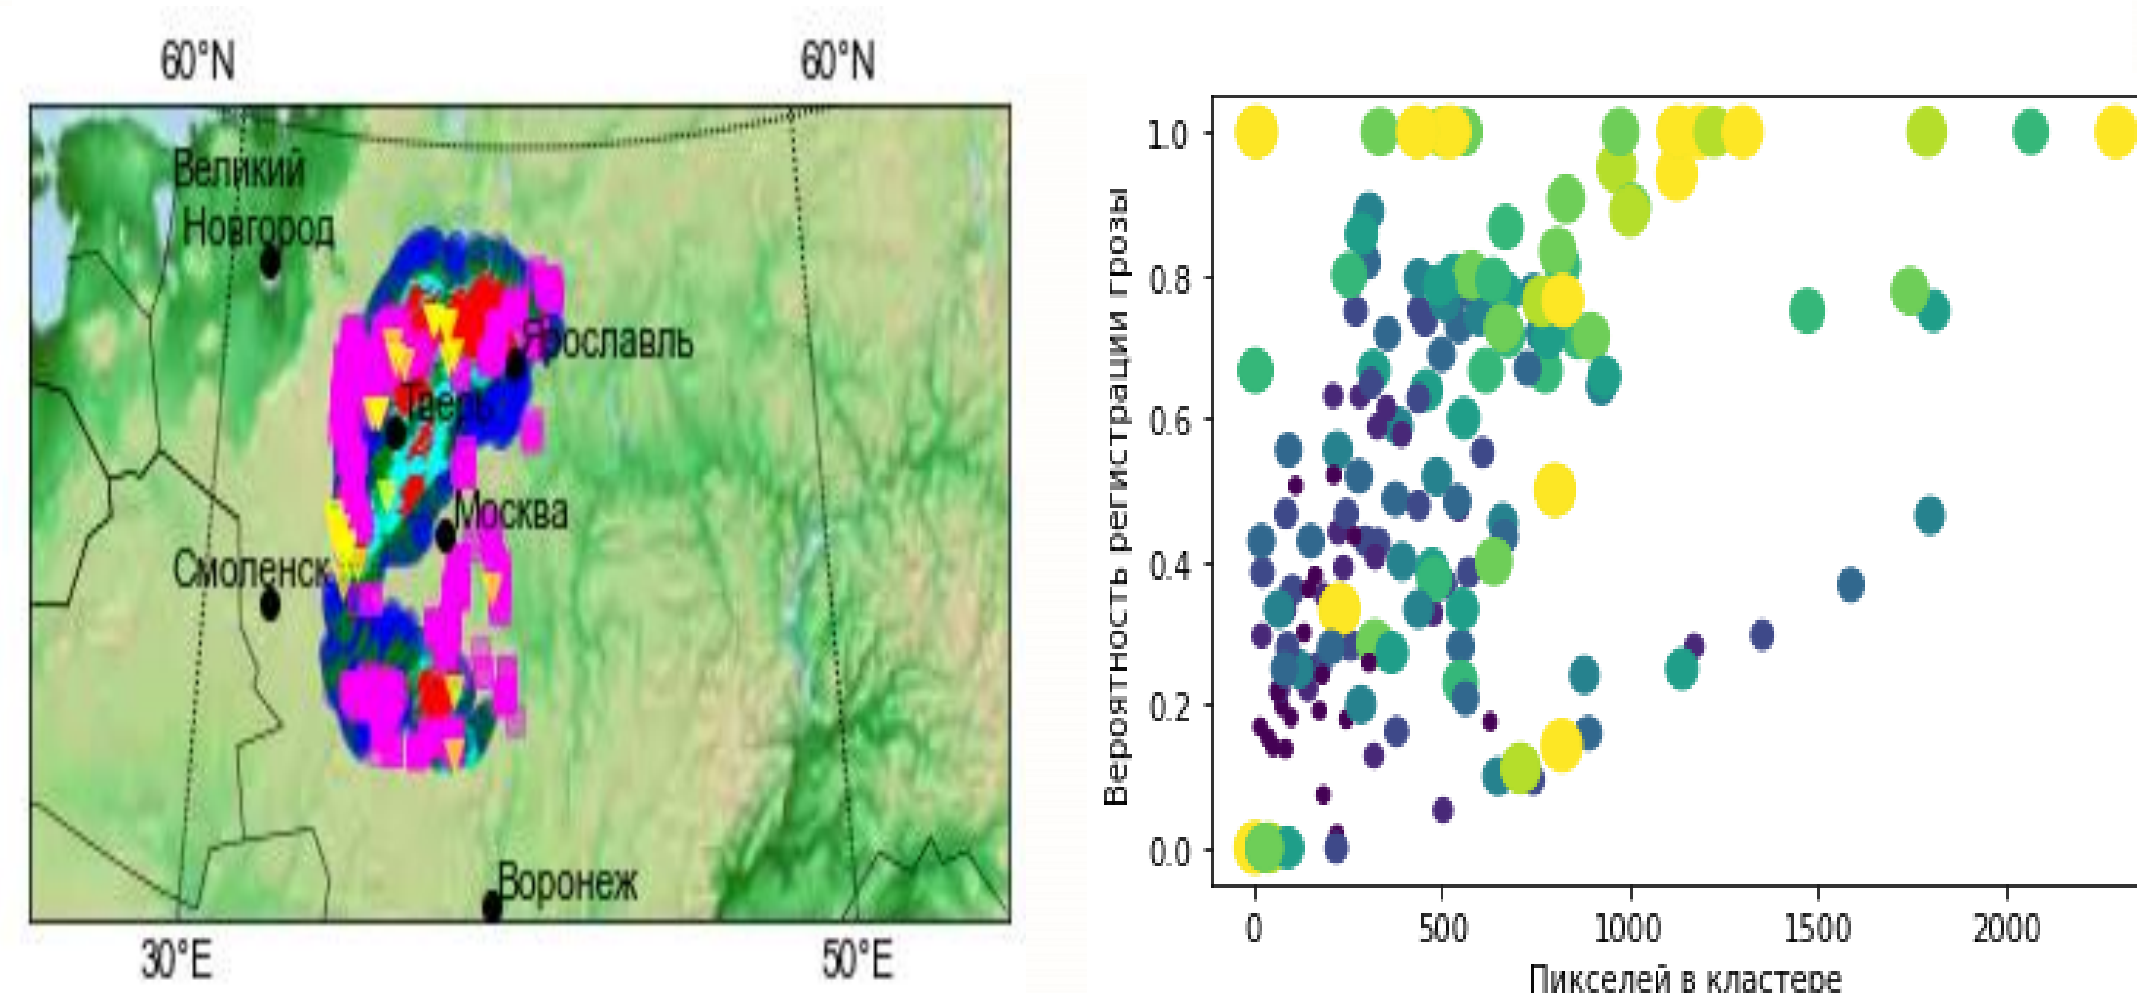 60°N
60°N
Великий
Новгород
Ярославль
Тверь
Москва
Смоленск
Воронеж
30°E
50°E
Вероятность регистрации грозы
1.0
0.8
0.6
0.4
0.2
0.0
0
500
1000
1500
2000
Пикселей в кластере